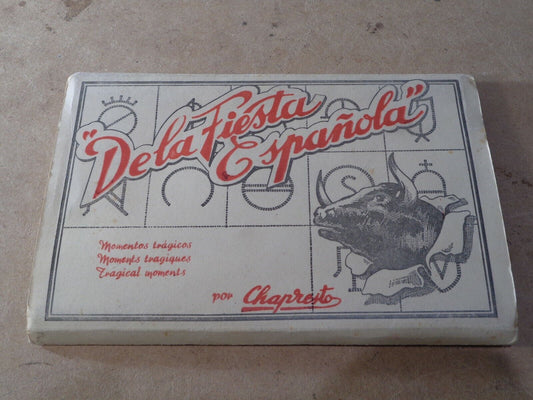 "De la Fiesta
Española"
Momentos trágicos
Moments tragiques
Tragical moments
por Chapresto